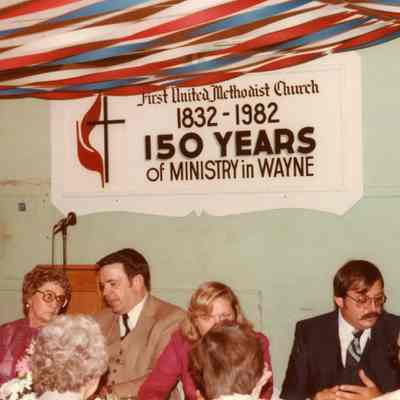 First United Methodist Church
1832-1982
150 YEARS
of MINISTRY in WAYNE